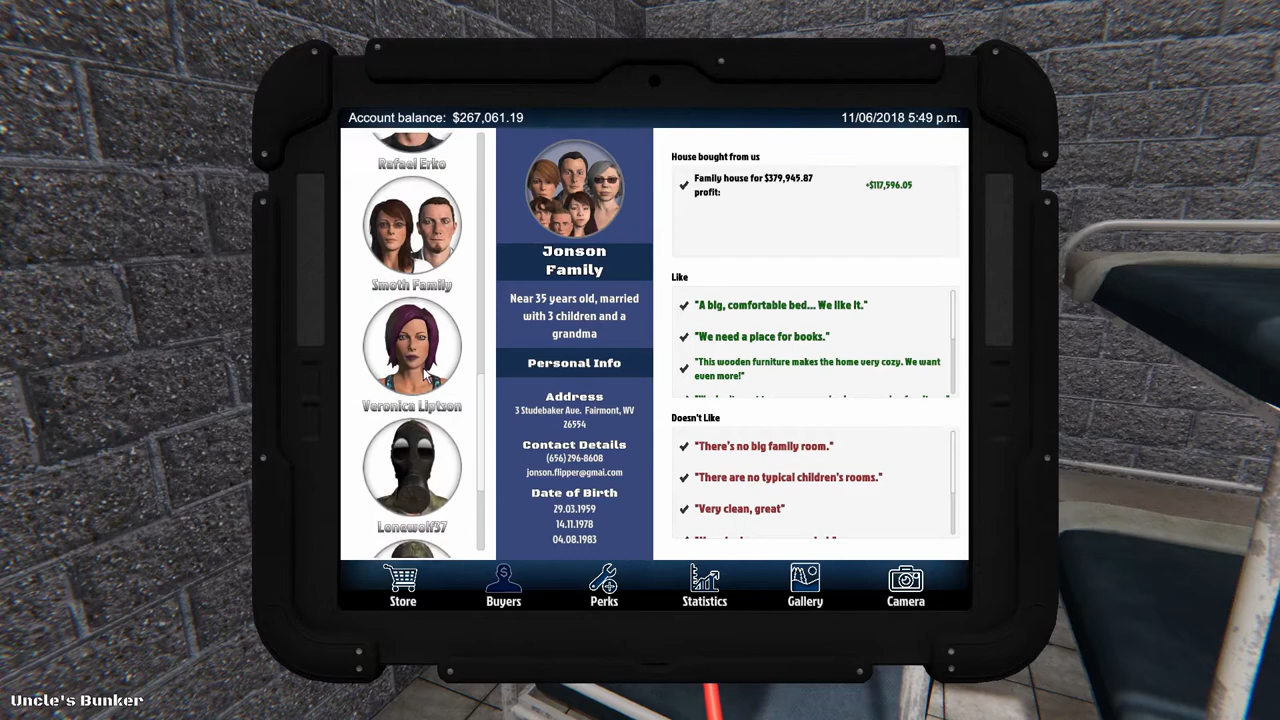 Account balance: $267,061.19
11/06/2018 5:49 p.m.
Rafael Erko
Smoth Family
Veronica Liptson
Lonewolf37
Jonson
Family
Near 35 years old, married
with 3 children and a
grandma
Personal Info
Address
3 Studebaker Ave. Fairmont, WV
26554
Contact Details
(656) 296-8608
jonson.flipper@gmai.com
Date of Birth
29.03.1959
14.11.1978
04.08.1983
House bought from us
Family house for $379,945.87
profit:
+$117,596.05
Like
"A big, comfortable bed... We like it."
"We need a place for books."
"This wooden furniture makes the home very cozy. We want
even more!"
Doesn't Like
"There's no big family room."
"There are no typical children's rooms."
"Very clean, great"
Store
Buyers
Perks
Statistics
Gallery
Camera
Uncle's Bunker